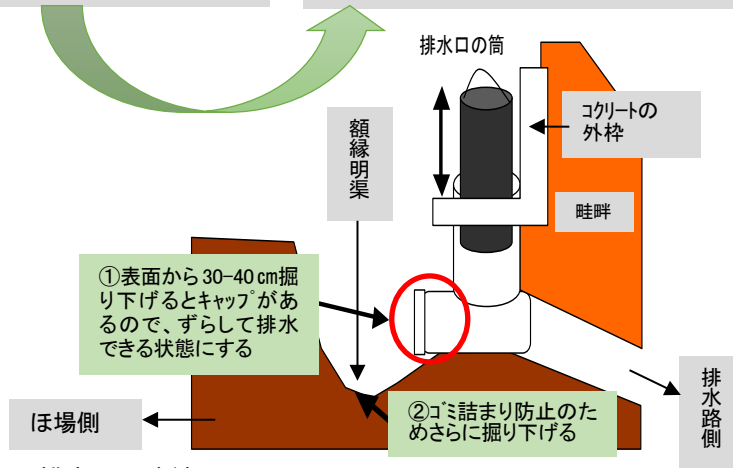 排水口の筒
コクリートの
外枠
額縁明渠
畦畔
①表面から30-40㎝掘
り下げるとキャップがあ
るので、ずらして排水
できる状態にする
排水路側
ほ場側
②ゴミ詰まり防止のた
めさらに掘り下げる